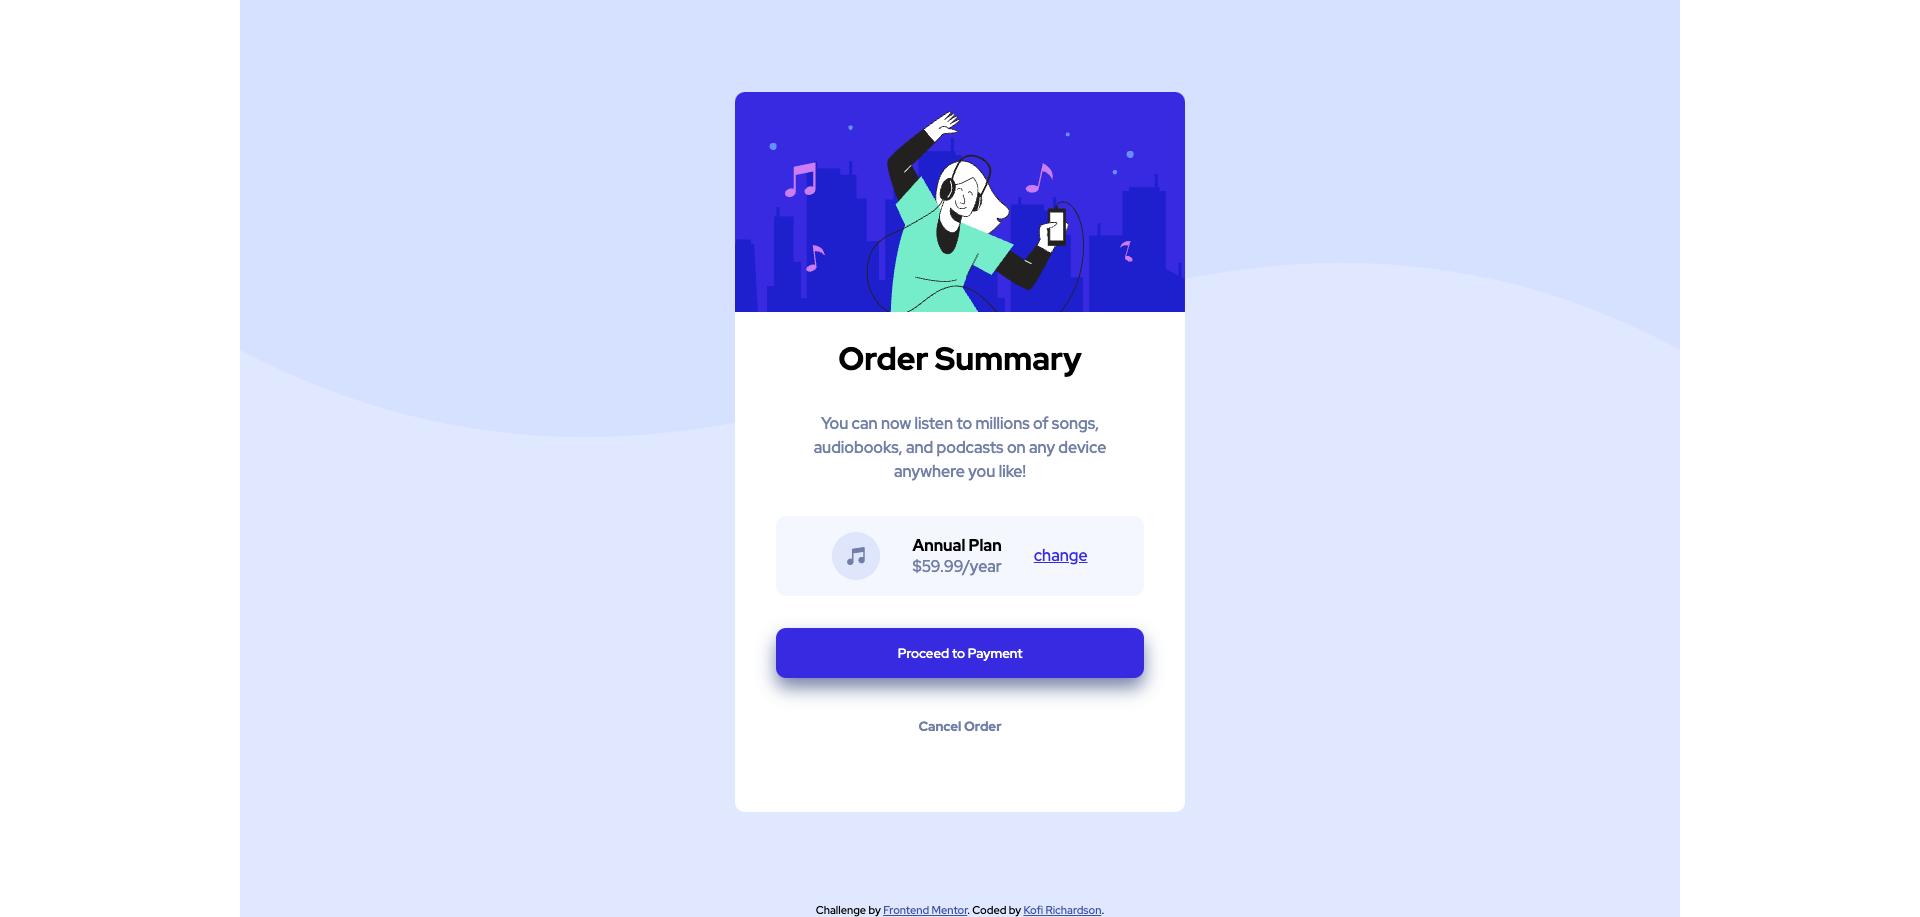 Order Summary
You can now listen to millions of songs,
audiobooks, and podcasts on any device
anywhere you like!
Annual Plan
$59.99/year
change
Proceed to Payment
Cancel Order
Challenge by Frontend Mentor. Coded by Kofi Richardson.